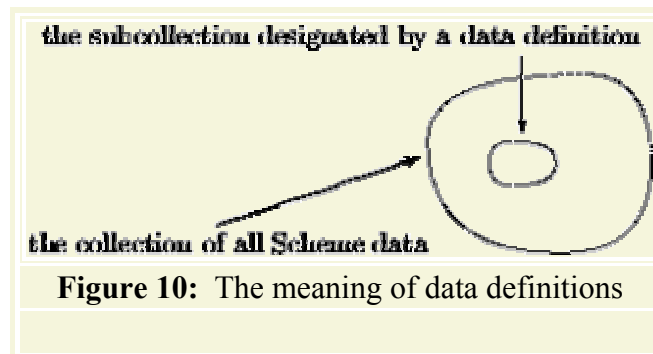 the subcollection designated by a data definition
the collection of all Scheme data
Figure 10: The meaning of data definitions